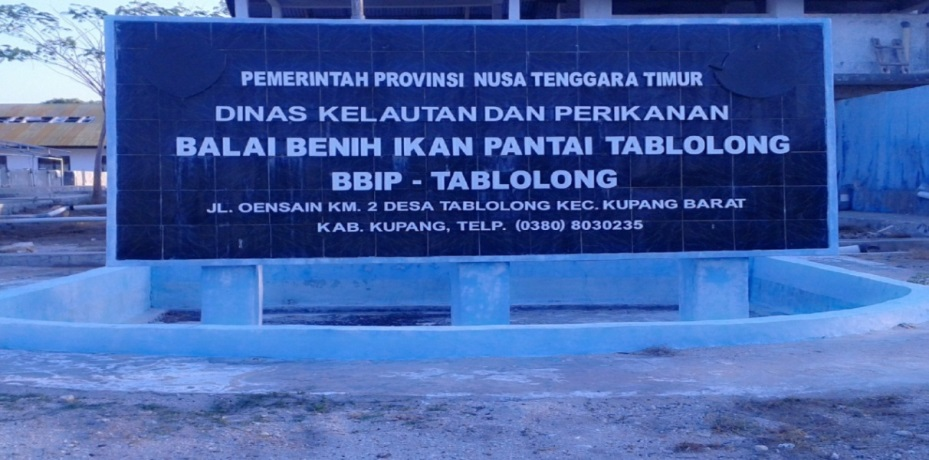 PEMERINTAH PROVINSI NUSA TENGGARA TIMUR
DINAS KELAUTAN DAN PERIKANAN
BALAI BENIH IKAN PANTAI TABLOLONG
BBIP - TABLOLONG
JL. OENSAIN KM. 2 DESA TABLOLONG KEC. KUPANG BARAT
KAB. KUPANG, TELP. (0380) 8030235